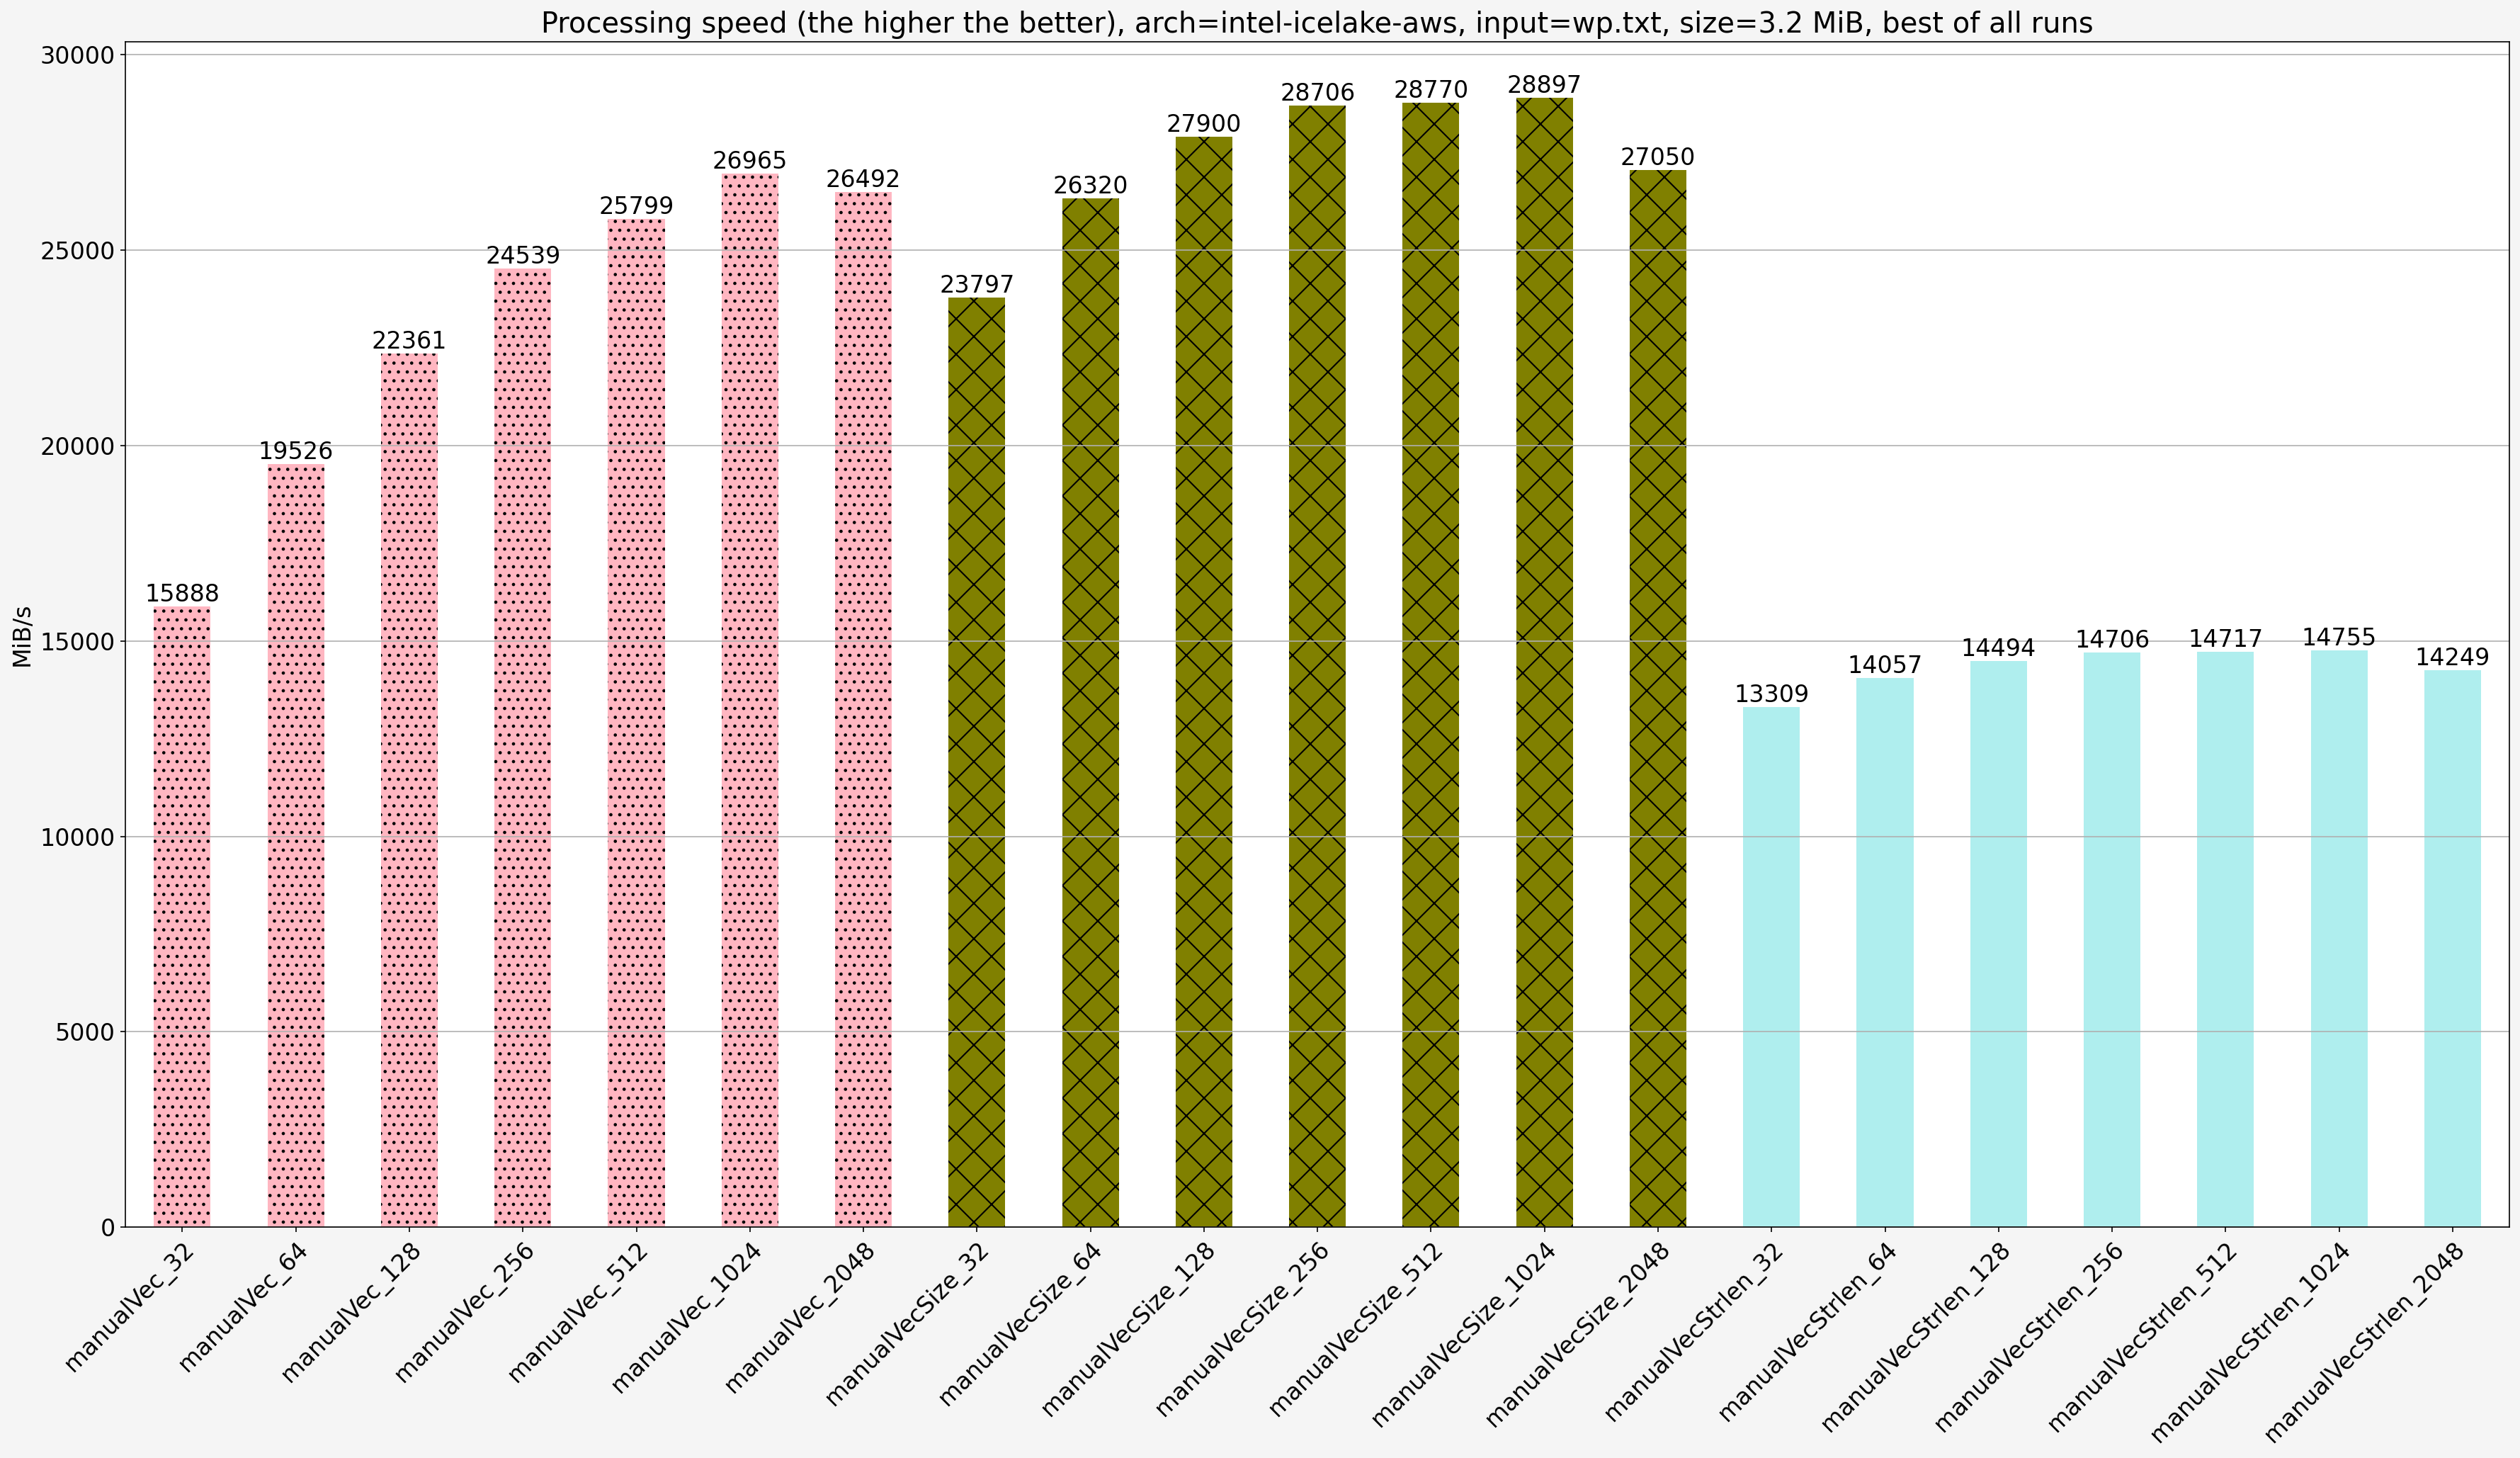 Processing speed (the higher the better), arch=intel-icelake-aws, input=wp.txt, size=3.2 MiB, best of all runs
MiB/s
30000
25000
20000
15000
10000
5000
0
15888
19526
22361
24539
25799
26965
26492
23797
26320
27900
28706
28770
28897
27050
13309
14057
14494
14706
14717
14755
14249
manualVec_32
manualVec_64
manualVec_128
manualVec_256
manualVec_512
manualVec_1024
manualVec_2048
manualVecSize_32
manualVecSize_64
manualVecSize_128
manualVecSize_256
manualVecSize_512
manualVecSize_1024
manualVecSize_2048
manualVecStrlen_32
manualVecStrlen_64
manualVecStrlen_128
manualVecStrlen_256
manualVecStrlen_512
manualVecStrlen_1024
manualVecStrlen_2048